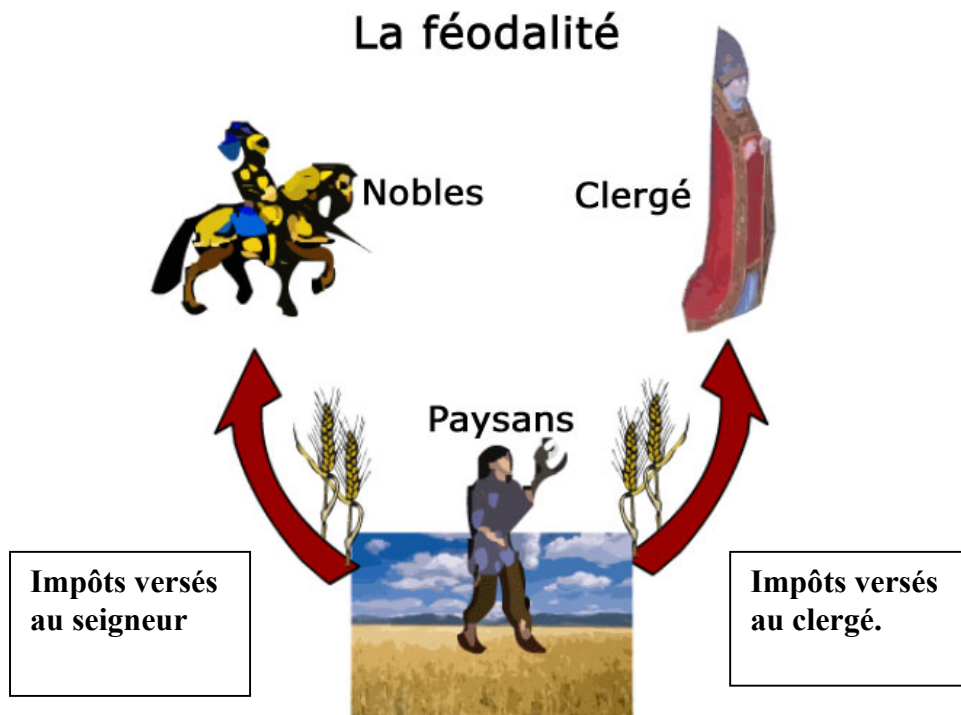 La féodalité
Nobles
Clergé
Paysans
Impôts versés
au seigneur
Impôts versés
au clergé.